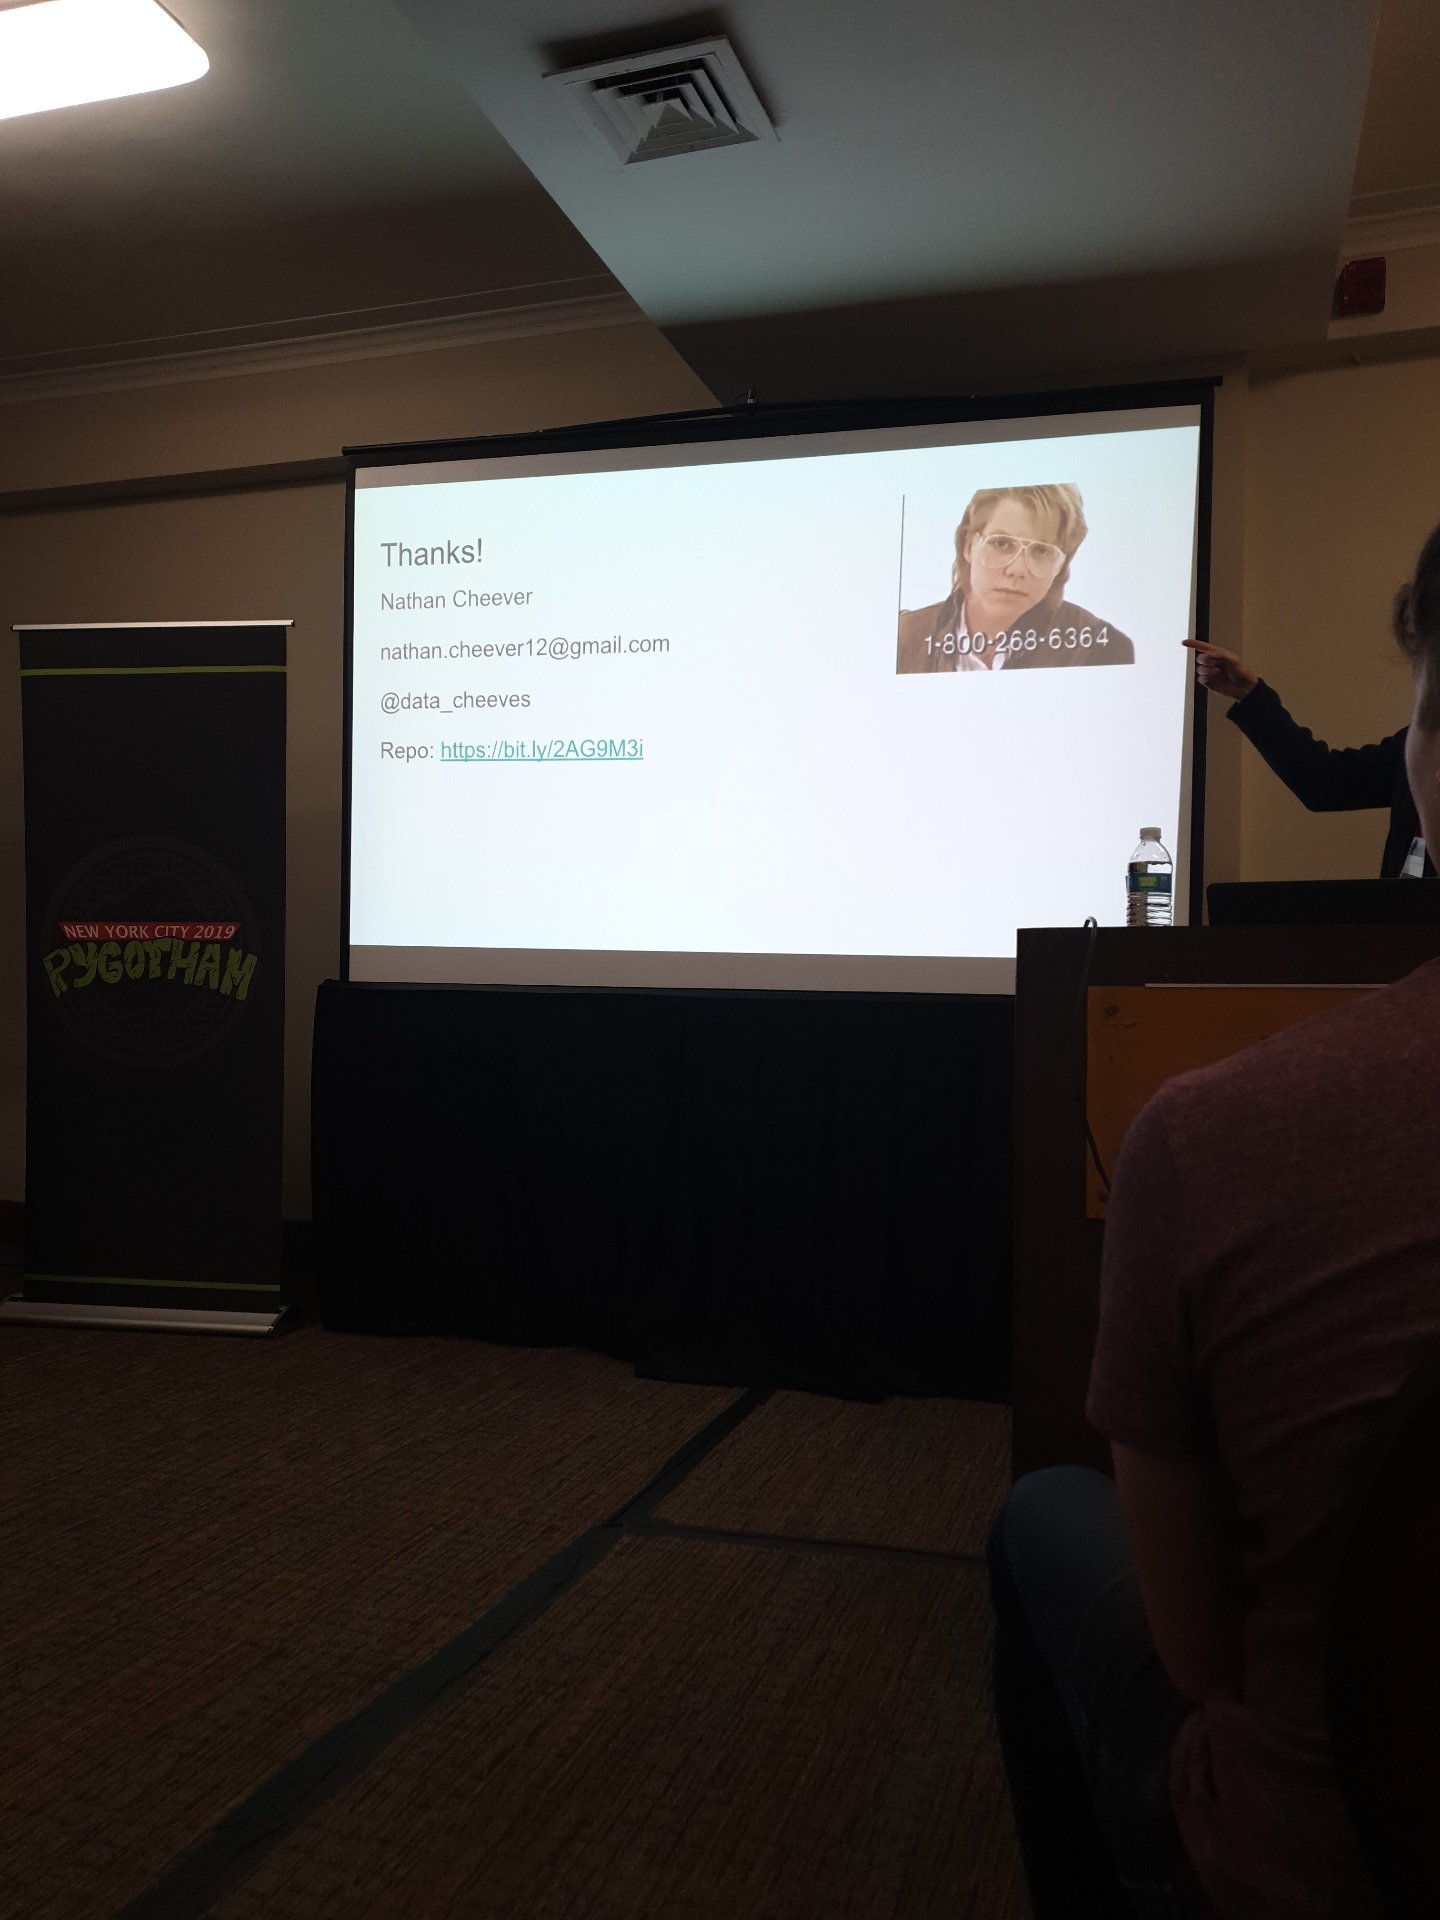 Thanks!
Nathan Cheever
nathan.cheever12@gmail.com
@data_cheeves
Repo: https://bit.ly/2AG9M3i
1-800-268-6364
NEW YORK CITY 2019
PYGOTHAM